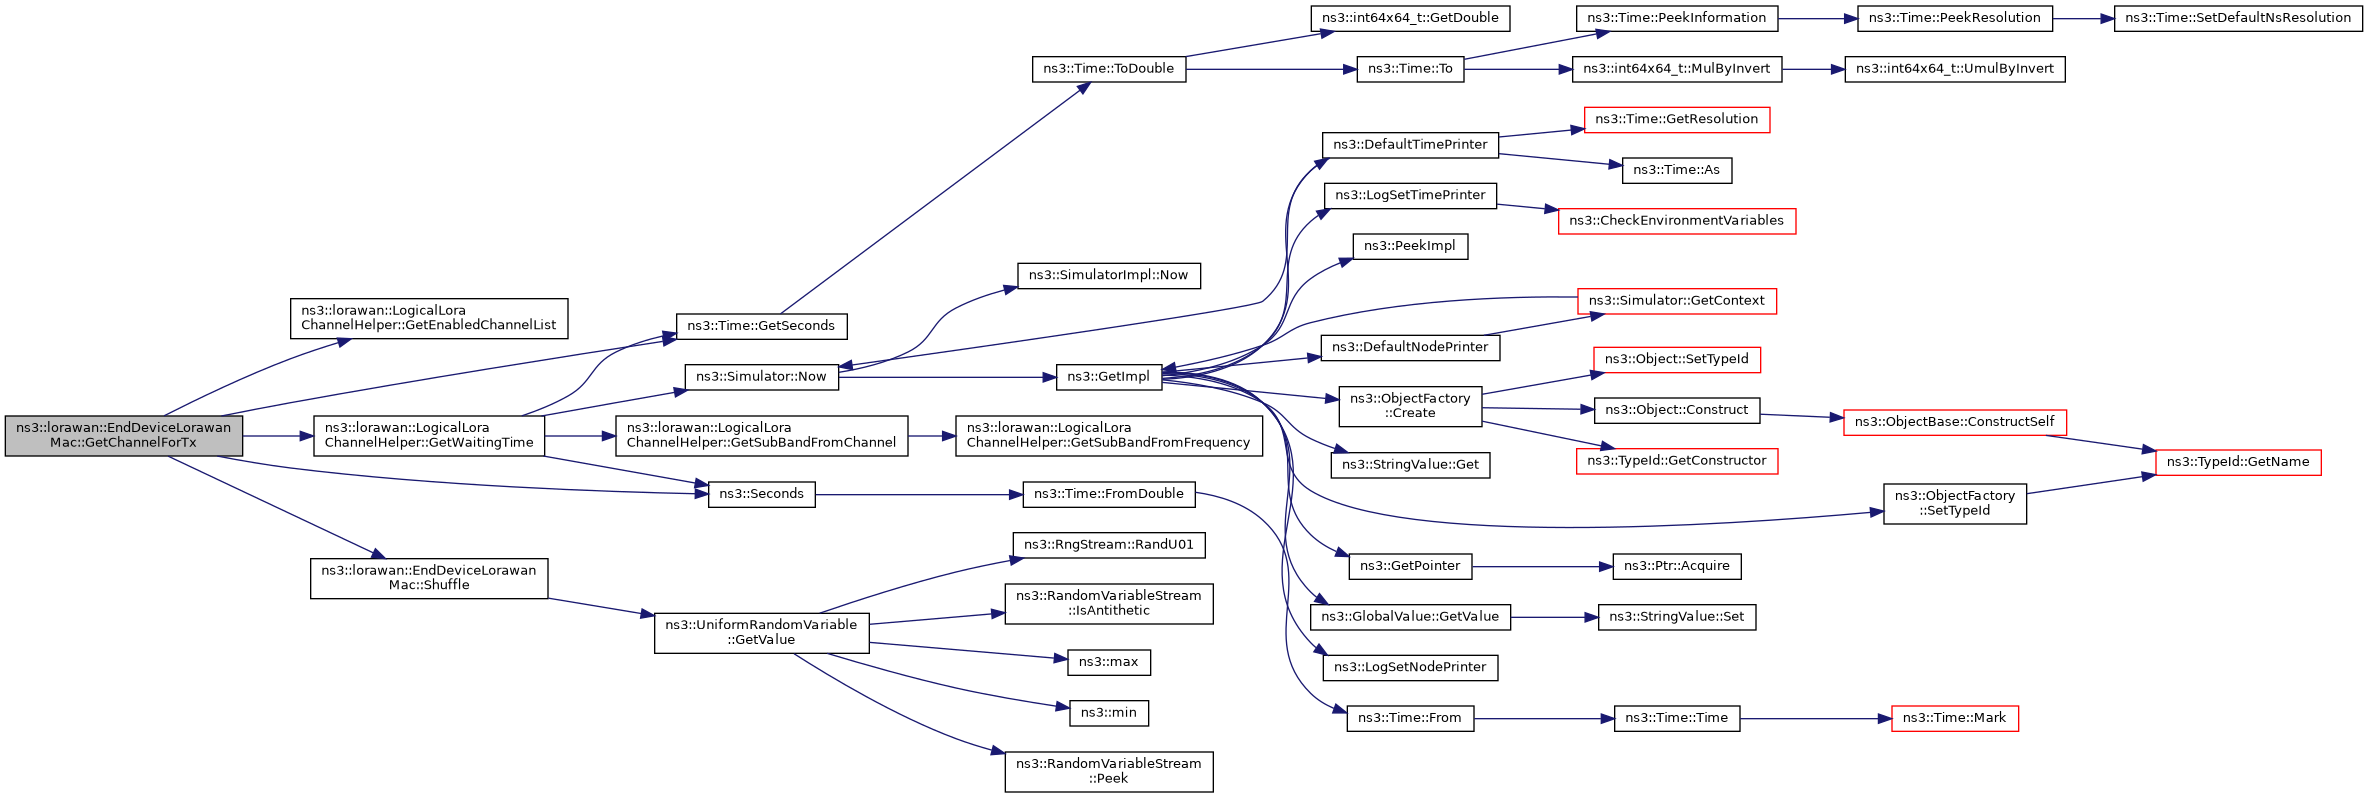 ns3::lorawan::EndDeviceLorawan
Mac::GetChannelForTx
ns3::lorawan::LogicalLora
ChannelHelper::GetEnabledChannelList
ns3::lorawan::LogicalLora
ChannelHelper::GetWaitingTime
ns3::lorawan::EndDeviceLorawan
Mac::Shuffle
ns3::Time::GetSeconds
ns3::Simulator::Now
ns3::lorawan::LogicalLora
ChannelHelper::GetSubBandFromChannel
ns3::Seconds
ns3::UniformRandomVariable
::GetValue
ns3::Time::ToDouble
ns3::SimulatorImpl::Now
ns3::GetImpl
ns3::lorawan::LogicalLora
ChannelHelper::GetSubBandFromFrequency
ns3::Time::FromDouble
ns3::RngStream::RandU01
ns3::RandomVariableStream
::IsAntithetic
ns3::max
ns3::min
ns3::RandomVariableStream
::Peek
ns3::int64x64_t::GetDouble
ns3::Time::To
ns3::DefaultTimePrinter
ns3::LogSetTimePrinter
ns3::PeekImpl
ns3::DefaultNodePrinter
ns3::ObjectFactory
::Create
ns3::StringValue::Get
ns3::GetPointer
ns3::GlobalValue::GetValue
ns3::LogSetNodePrinter
ns3::Time::From
ns3::Time::PeekInformation
ns3::int64x64_t::MulByInvert
ns3::Time::GetResolution
ns3::Time::As
ns3::CheckEnvironmentVariables
ns3::Simulator::GetContext
ns3::Object::SetTypeId
ns3::Object::Construct
ns3::TypeId::GetConstructor
ns3::Ptr::Acquire
ns3::StringValue::Set
ns3::Time::Time
ns3::Time::PeekResolution
ns3::int64x64_t::UmulByInvert
ns3::ObjectBase::ConstructSelf
ns3::ObjectFactory
::SetTypeId
ns3::Time::Mark
ns3::Time::SetDefaultNsResolution
ns3::TypeId::GetName